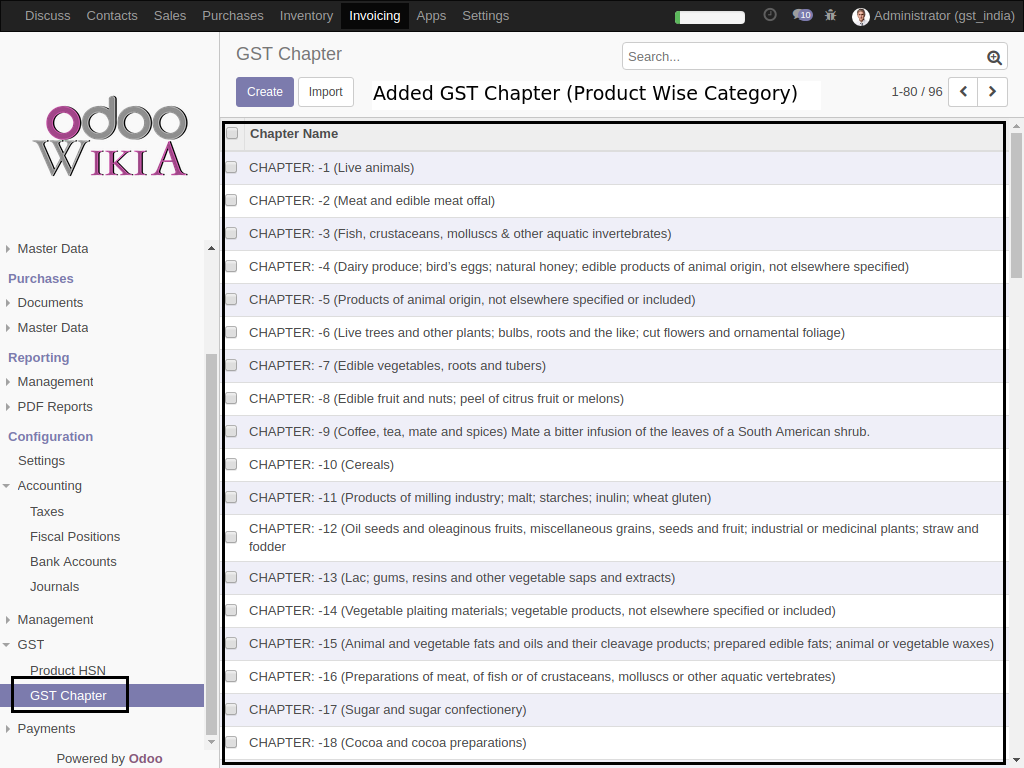 Discuss Contacts Sales Purchases Inventory Invoicing Apps Settings 10 Administrator (gst_india)
GST Chapter
Search...
Create Import Added GST Chapter (Product Wise Category) 1-80 / 96
odoo
WIKIA
Master Data
Purchases
Documents
Master Data
Reporting
Management
PDF Reports
Configuration
Settings
Accounting
Taxes
Fiscal Positions
Bank Accounts
Journals
Management
GST
Product HSN
GST Chapter
Payments
Powered by Odoo
Chapter Name
CHAPTER: -1 (Live animals)
CHAPTER: -2 (Meat and edible meat offal)
CHAPTER: -3 (Fish, crustaceans, molluscs & other aquatic invertebrates)
CHAPTER: -4 (Dairy produce; bird's eggs; natural honey; edible products of animal origin, not elsewhere specified)
CHAPTER: -5 (Products of animal origin, not elsewhere specified or included)
CHAPTER: -6 (Live trees and other plants; bulbs, roots and the like; cut flowers and ornamental foliage)
CHAPTER: -7 (Edible vegetables, roots and tubers)
CHAPTER: -8 (Edible fruit and nuts; peel of citrus fruit or melons)
CHAPTER: -9 (Coffee, tea, mate and spices) Mate a bitter infusion of the leaves of a South American shrub.
CHAPTER: -10 (Cereals)
CHAPTER: -11 (Products of milling industry; malt; starches; inulin; wheat gluten)
CHAPTER: -12 (Oil seeds and oleaginous fruits, miscellaneous grains, seeds and fruit; industrial or medicinal plants; straw and
fodder
CHAPTER: -13 (Lac; gums, resins and other vegetable saps and extracts)
CHAPTER: -14 (Vegetable plaiting materials; vegetable products, not elsewhere specified or included)
CHAPTER: -15 (Animal and vegetable fats and oils and their cleavage products; prepared edible fats; animal or vegetable waxes)
CHAPTER: -16 (Preparations of meat, of fish or of crustaceans, molluscs or other aquatic vertebrates)
CHAPTER: -17 (Sugar and sugar confectionery)
CHAPTER: -18 (Cocoa and cocoa preparations)